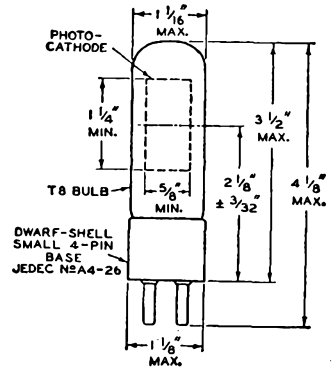 1 1/16"
MAX.
PHOTO-
CATHODE
1 1/4"
MIN.
3 1/2"
MAX.
2 1/8"
± 3/32"
4 1/8"
MAX.
5/8"
MIN.
T8 BULB
DWARF-SHELL
SMALL 4-PIN
BASE
JEDEC NºA4-26
1 1/8"
MAX.